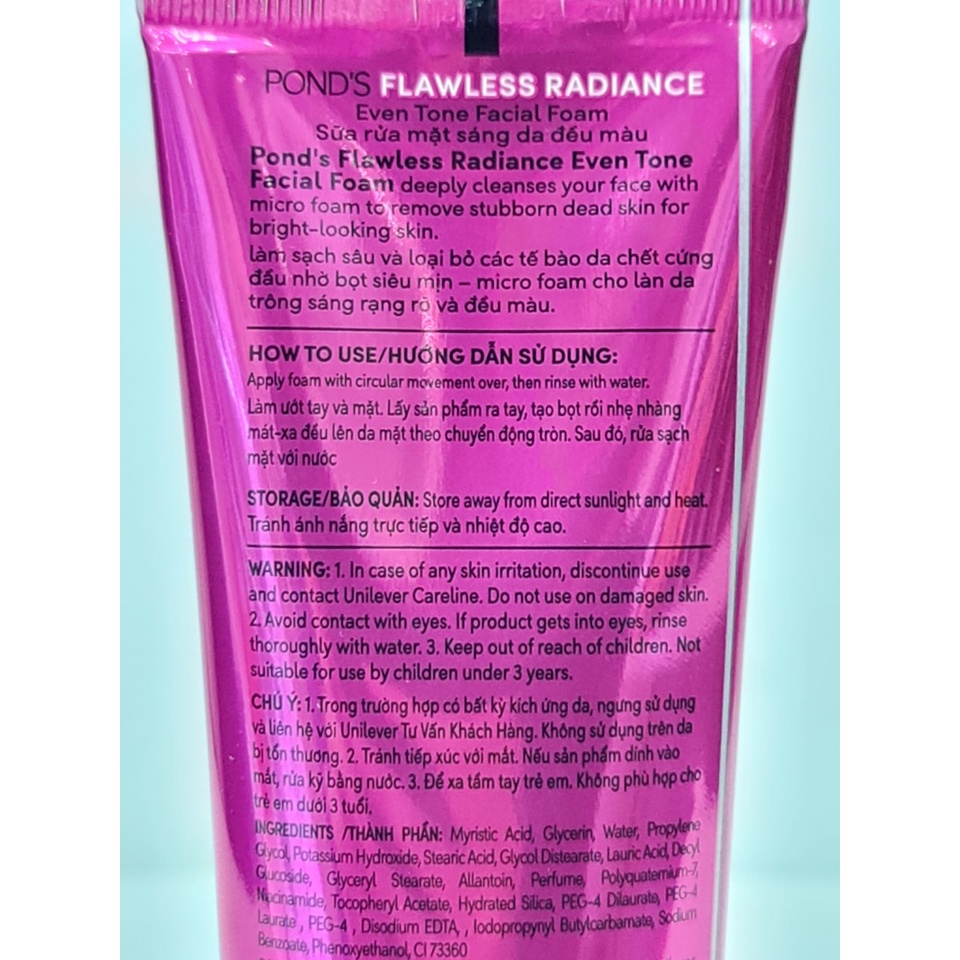 POND'S FLAWLESS RADIANCE
Even Tone Facial Foam
Sữa rửa mặt sáng da đều màu
Pond's Flawless Radiance Even Tone
Facial Foam deeply cleanses your face with
micro foam to remove stubborn dead skin for
bright-looking skin.
làm sạch sâu và loại bỏ các tế bào da chết cứng
đầu nhờ bọt siêu mịn – micro foam cho làn da
trông sáng rạng rỡ và đều màu.
HOW TO USE/HƯỚNG DẪN SỬ DỤNG:
Apply foam with circular movement over, then rinse with water.
Làm ướt tay và mặt. Lấy sản phẩm ra tay, tạo bọt rồi nhẹ nhàng
mát-xa đều lên da mặt theo chuyển động tròn. Sau đó, rửa sạch
mặt với nước
STORAGE/BẢO QUẢN: Store away from direct sunlight and heat.
Tránh ánh nắng trực tiếp và nhiệt độ cao.
WARNING: 1. In case of any skin irritation, discontinue use
and contact Unilever Careline. Do not use on damaged skin.
2. Avoid contact with eyes. If product gets into eyes, rinse
thoroughly with water. 3. Keep out of reach of children. Not
suitable for use by children under 3 years.
CHÚ Ý: 1. Trong trường hợp có bất kỳ kích ứng da, ngưng sử dụng
và liên hệ với Unilever Tư Vấn Khách Hàng. Không sử dụng trên da
bị tổn thương. 2. Tránh tiếp xúc với mắt. Nếu sản phẩm dính vào
mắt, rửa kỹ bằng nước. 3. Để xa tầm tay trẻ em. Không phù hợp cho
trẻ em dưới 3 tuổi.
INGREDIENTS /THÀNH PHẦN: Myristic Acid, Glycerin, Water, Propylene
Glycol, Potassium Hydroxide, Stearic Acid, Glycol Distearate, Lauric Acid, Decyl
Glucoside, Glyceryl Stearate, Allantoin, Perfume, Polyquaternium-7,
Niacinamide, Tocopheryl Acetate, Hydrated Silica, PEG-4 Dilaurate, PEG-4
Laurate , PEG-4 , Disodium EDTA, , Iodopropynyl Butylcarbamate, Sodium
Benzoate, Phenoxyethanol, CI 73360